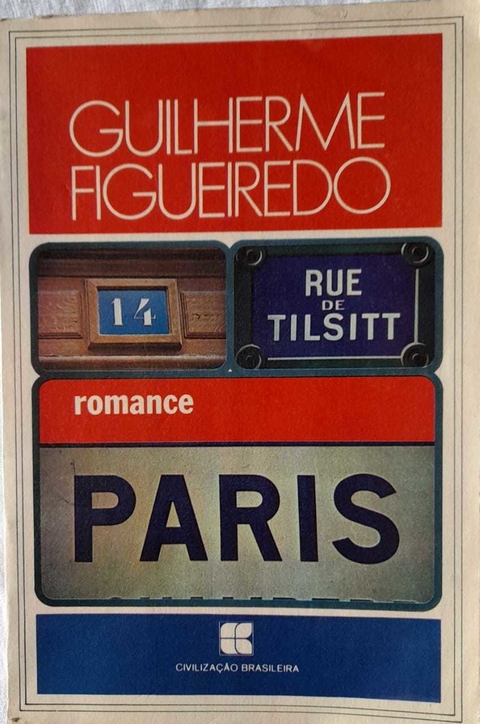 GUILHERME
FIGUEIREDO
14
RUE
DE
TILSITT
romance
PARIS
CIVILIZAÇÃO BRASILEIRA